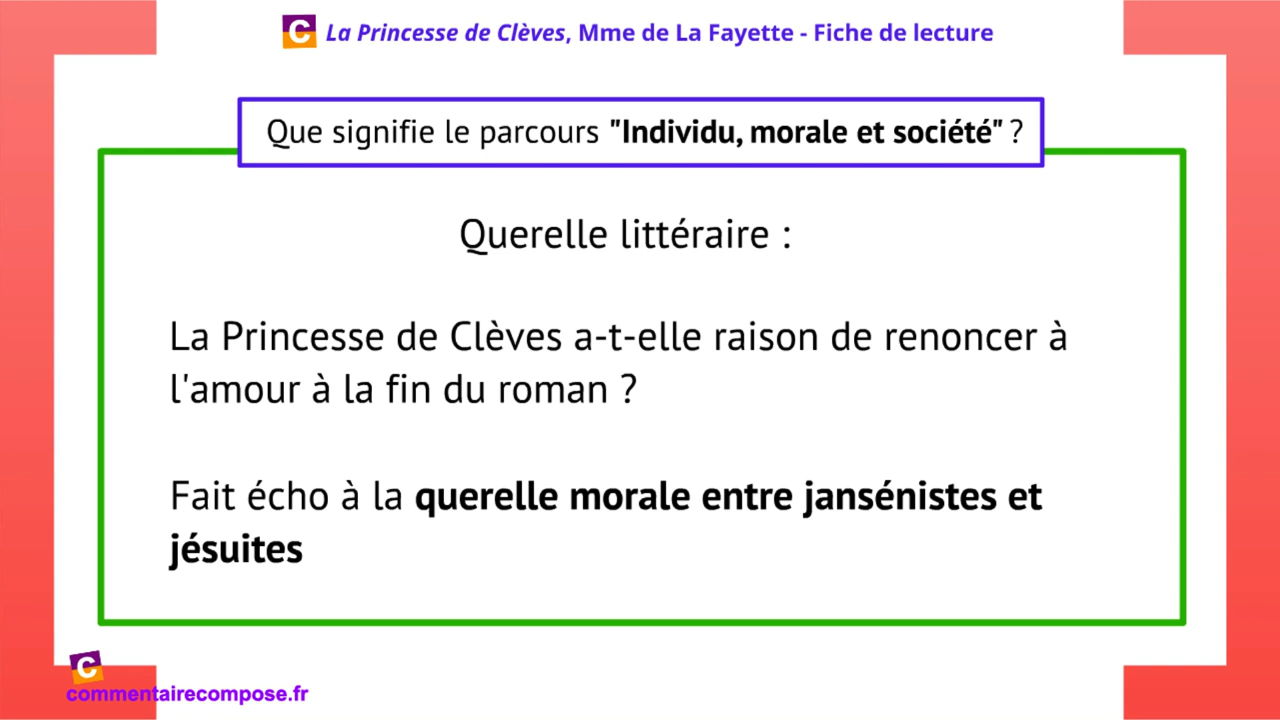 C La Princesse de Clèves, Mme de La Fayette - Fiche de lecture
Que signifie le parcours "Individu, morale et société" ?
Querelle littéraire :
La Princesse de Clèves a-t-elle raison de renoncer à
l'amour à la fin du roman ?
Fait écho à la querelle morale entre jansénistes et
jésuites
C
commentairecompose.fr